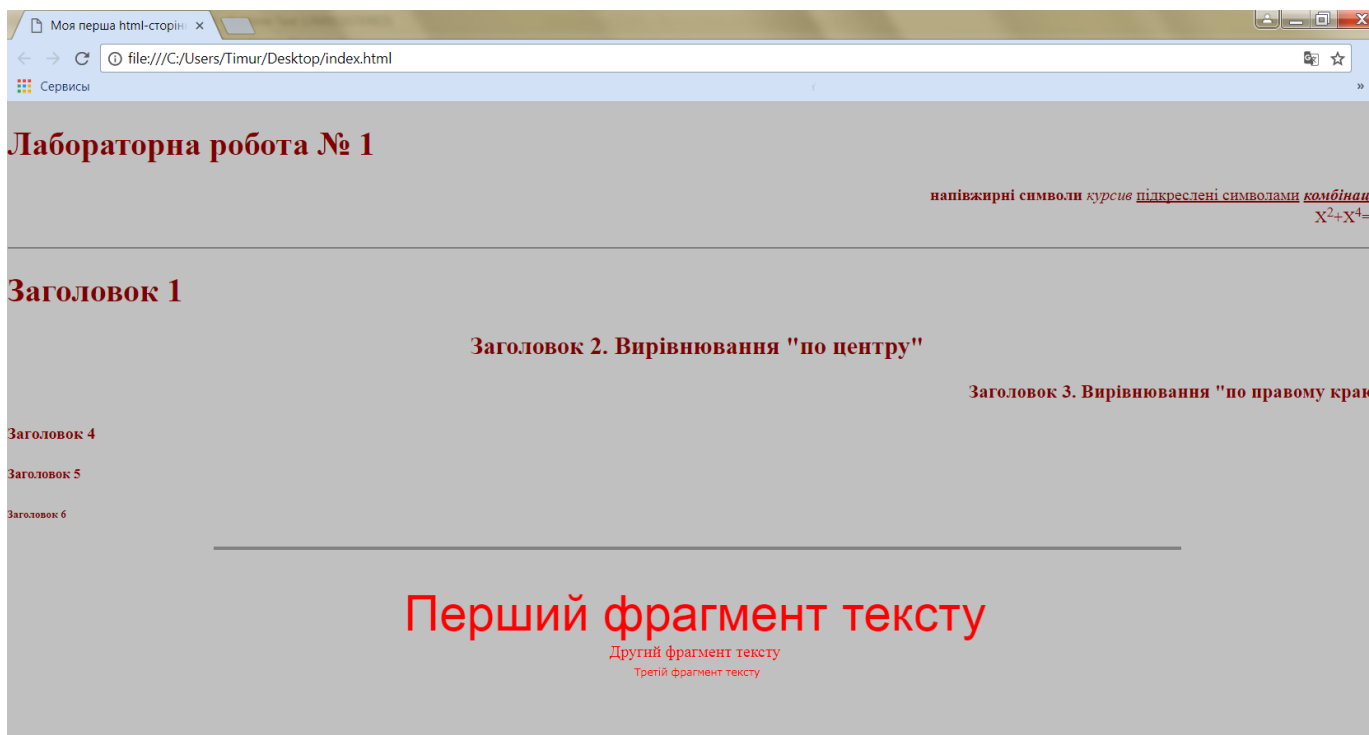 Моя перша html-сторін
file:///C:/Users/Timur/Desktop/index.html
Сервисы
Лабораторна робота № 1
напівжирні символи курсив підкреслені символами
X²+X⁴=
Заголовок 1
Заголовок 2. Вирівнювання "по центру"
Заголовок 3. Вирівнювання "по правому
Заголовок 4
Заголовок 5
Заголовок 6
Перший фрагмент тексту
Другий фрагмент тексту
Третій фрагмент тексту